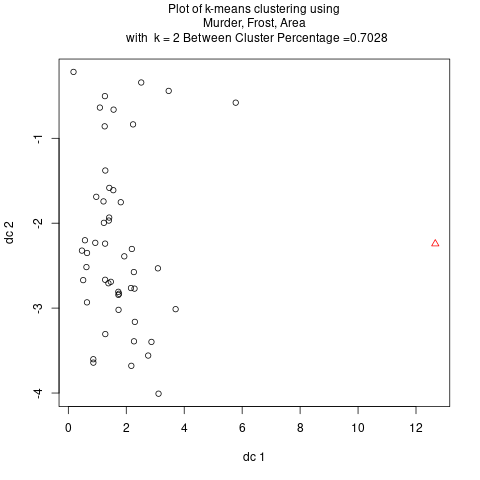 Plot of k-means clustering using
Murder, Frost, Area
with  k = 2 Between Cluster Percentage =0.7028
-1
-2
-3
-4
dc 2
0 2 4 6 8 10 12
dc 1